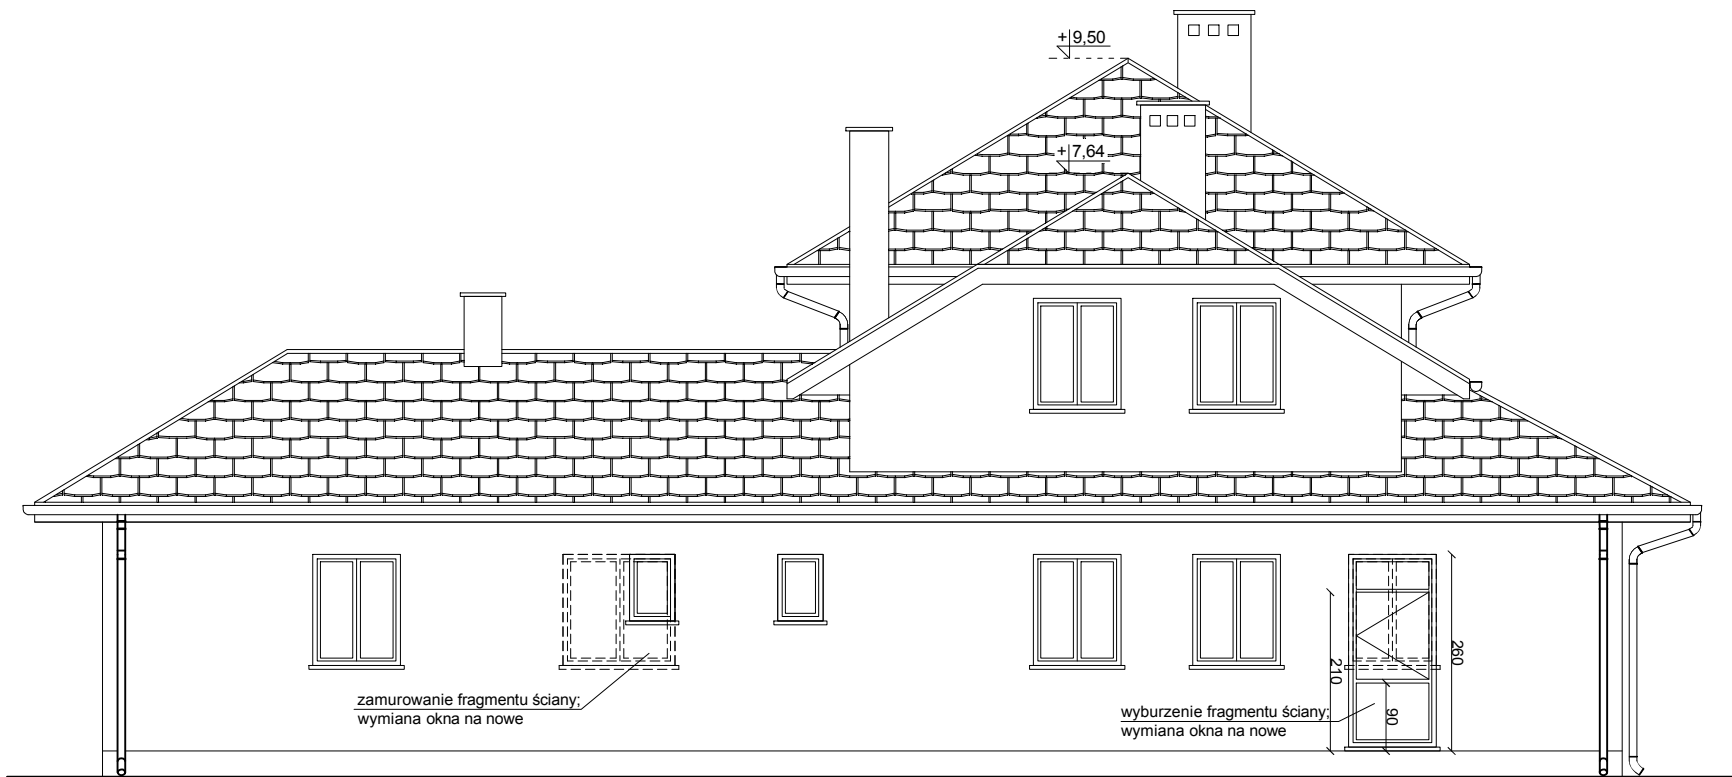 +9,50
+7,64
zamurowanie fragmentu ściany;
wymiana okna na nowe
wyburzenie fragmentu ściany;
wymiana okna na nowe
210
90
260